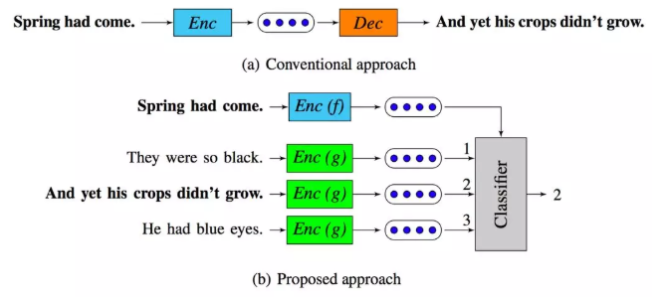 Spring had come. Enc Dec And yet his crops didn't grow.
(a) Conventional approach
Spring had come. Enc (f)
They were so black. Enc (g) 1
And yet his crops didn't grow. Enc (g) 2 Classifier 2
He had blue eyes. Enc (g) 3
(b) Proposed approach